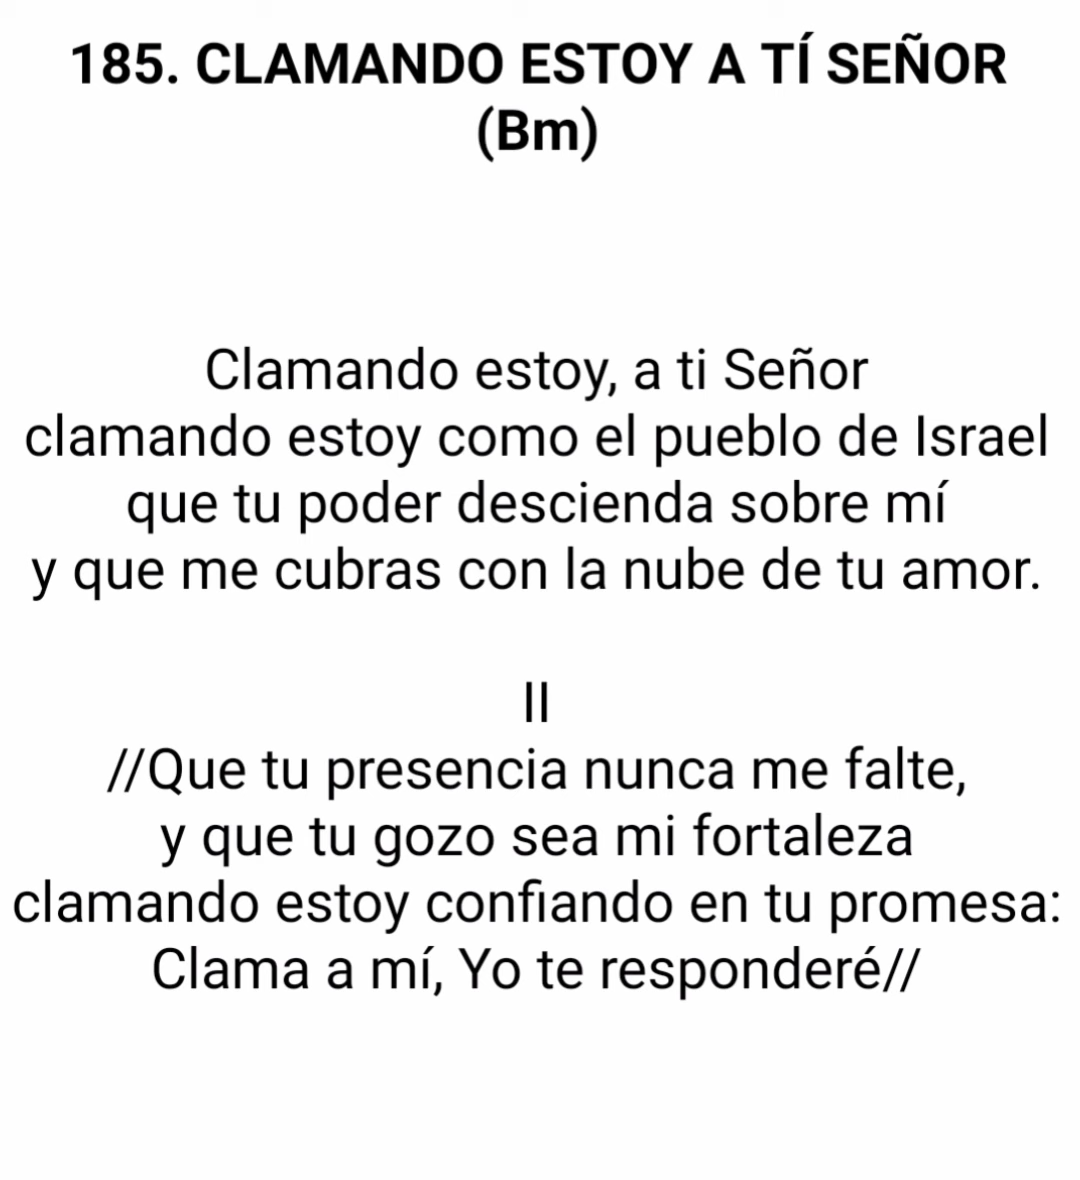 185. CLAMANDO ESTOY A TÍ SEÑOR
(Bm)
Clamando estoy, a ti Señor
clamando estoy como el pueblo de Israel
que tu poder descienda sobre mí
y que me cubras con la nube de tu amor.
II
//Que tu presencia nunca me falte,
y que tu gozo sea mi fortaleza
clamando estoy confiando en tu promesa:
Clama a mí, Yo te responderé//